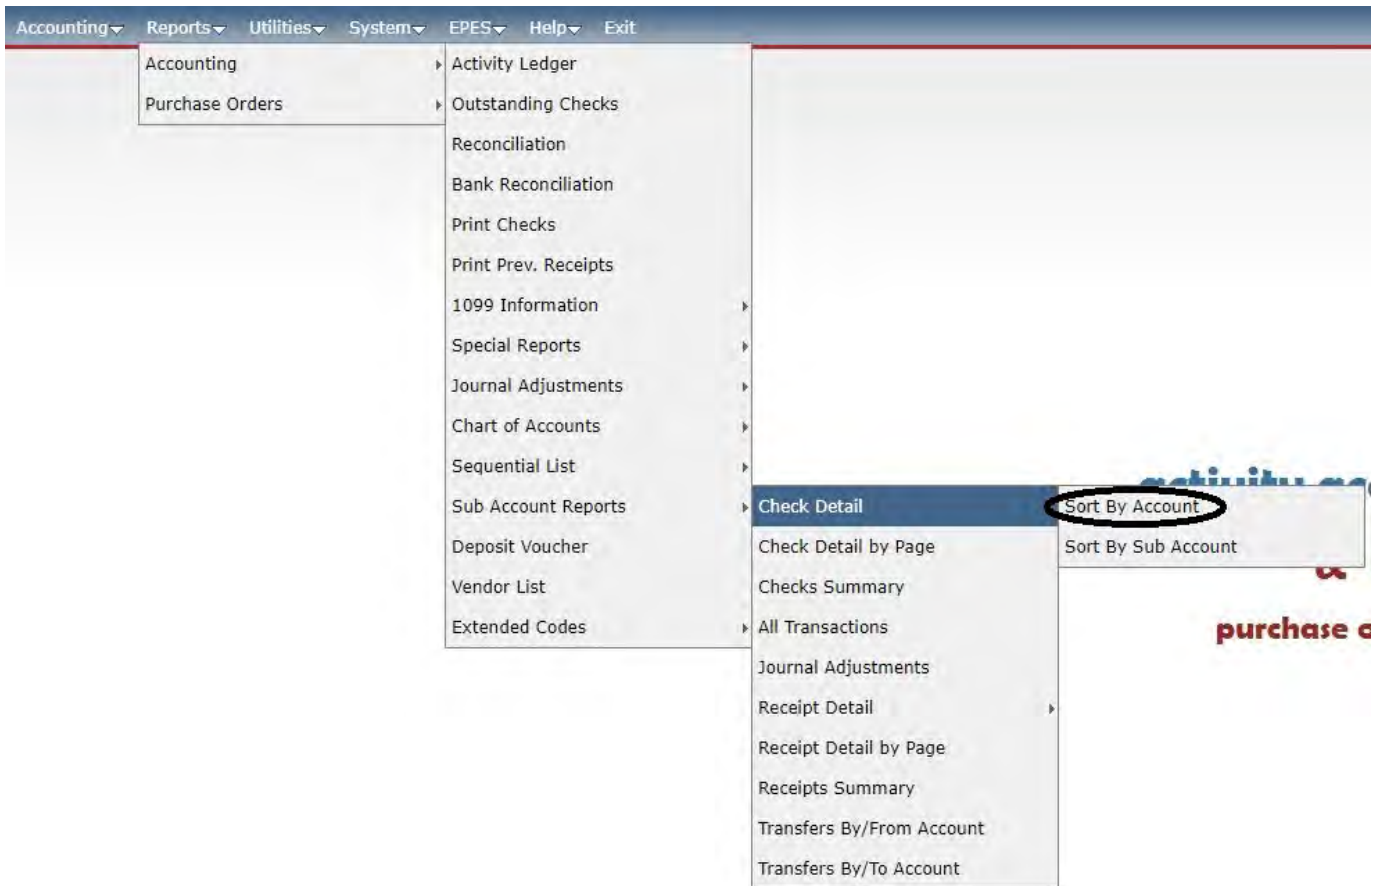 Accounting Reports Utilities System EPES Help Exit
Accounting
Purchase Orders
Activity Ledger
Outstanding Checks
Reconciliation
Bank Reconciliation
Print Checks
Print Prev. Receipts
1099 Information
Special Reports
Journal Adjustments
Chart of Accounts
Sequential List
Sub Account Reports
Deposit Voucher
Vendor List
Extended Codes
Check Detail
Check Detail by Page
Checks Summary
All Transactions
Journal Adjustments
Receipt Detail
Receipt Detail by Page
Receipts Summary
Transfers By/From Account
Transfers By/To Account
Sort By Account
Sort By Sub Account
activity
&
purchase